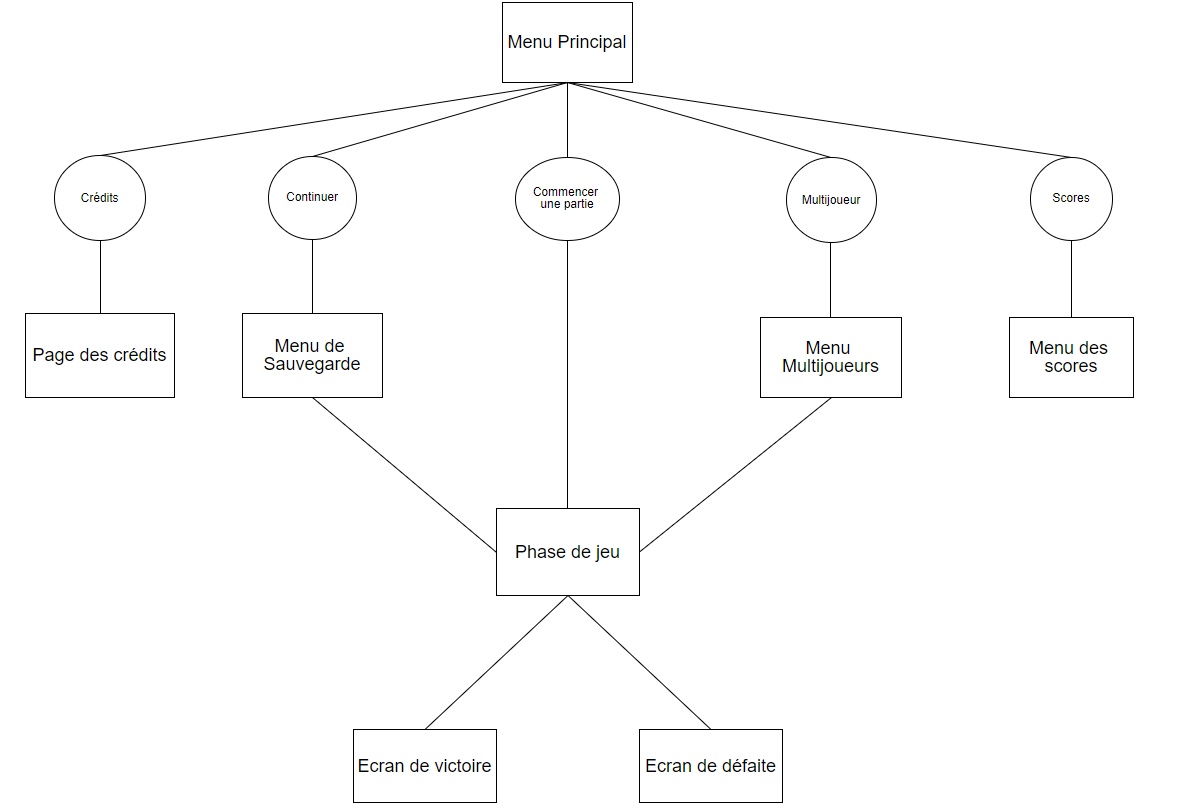 Menu Principal
Crédits
Continuer
Commencer
une partie
Multijoueur
Scores
Page des crédits
Menu de
Sauvegarde
Menu
Multijoueurs
Menu des
scores
Phase de jeu
Ecran de victoire
Ecran de défaite